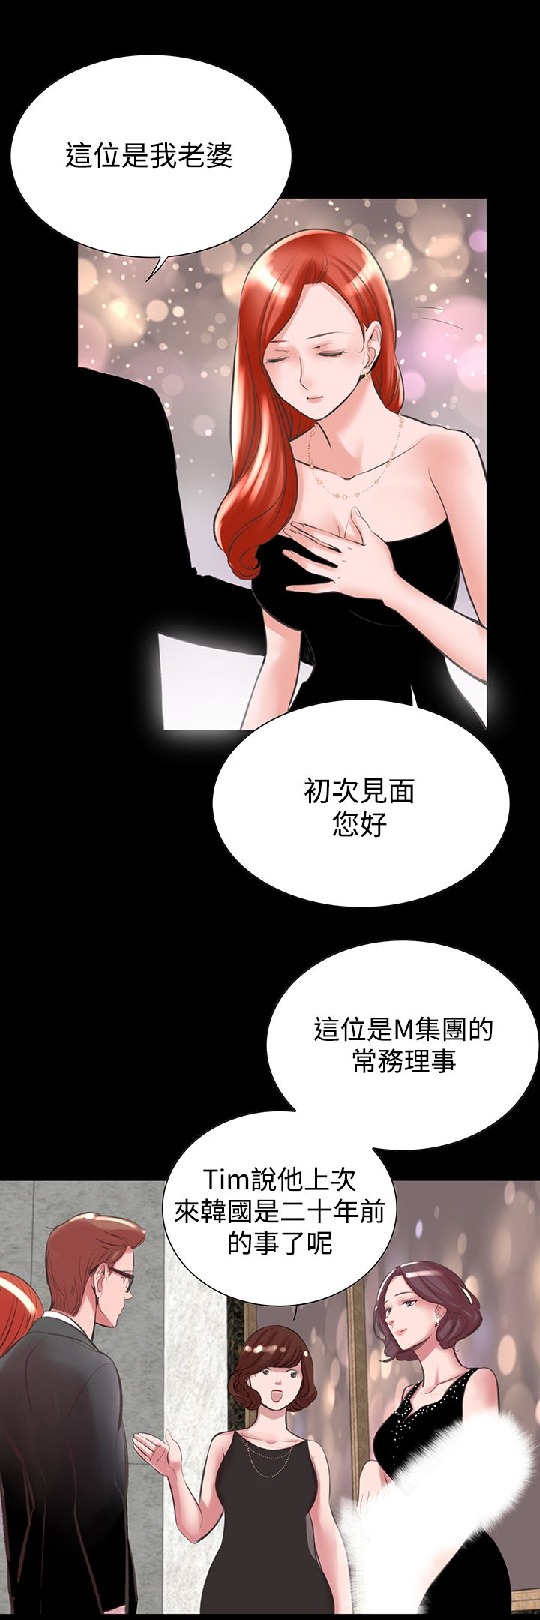 這位是我老婆
初次見面
您好
這位是M集團的
常務理事
Tim說他上次
來韓國是二十年前
的事了呢